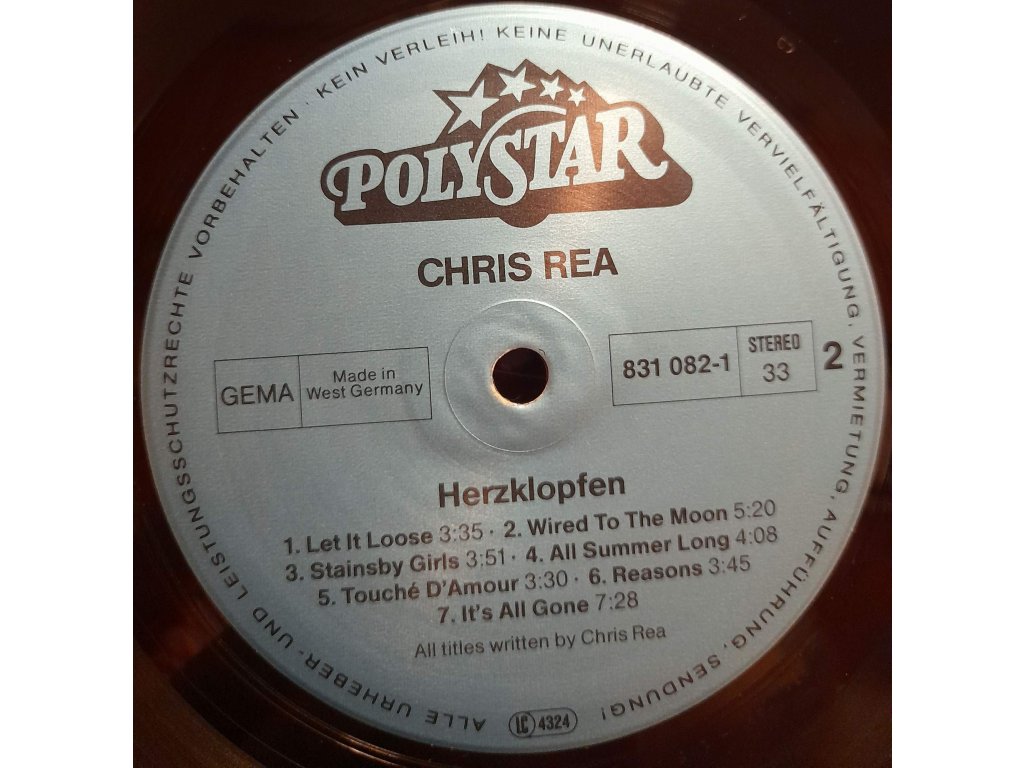 ALLE URHEBER- UND LEISTUNGSSCHUTZRECHTE VORBEHALTEN · KEIN VERLEIH! KEINE UNERLAUBTE VERVIELFÄLTIGUNG, VERMIETUNG, AUFFÜHRUNG, SENDUNG!
POLYSTAR
CHRIS REA
GEMA
Made in
West Germany
831 082-1
STEREO
33
2
Herzklopfen
1. Let It Loose 3:35 · 2. Wired To The Moon 5:20
3. Stainsby Girls 3:51 · 4. All Summer Long 4:08
5. Touché D'Amour 3:30 · 6. Reasons 3:45
7. It's All Gone 7:28
All titles written by Chris Rea
LC 4324